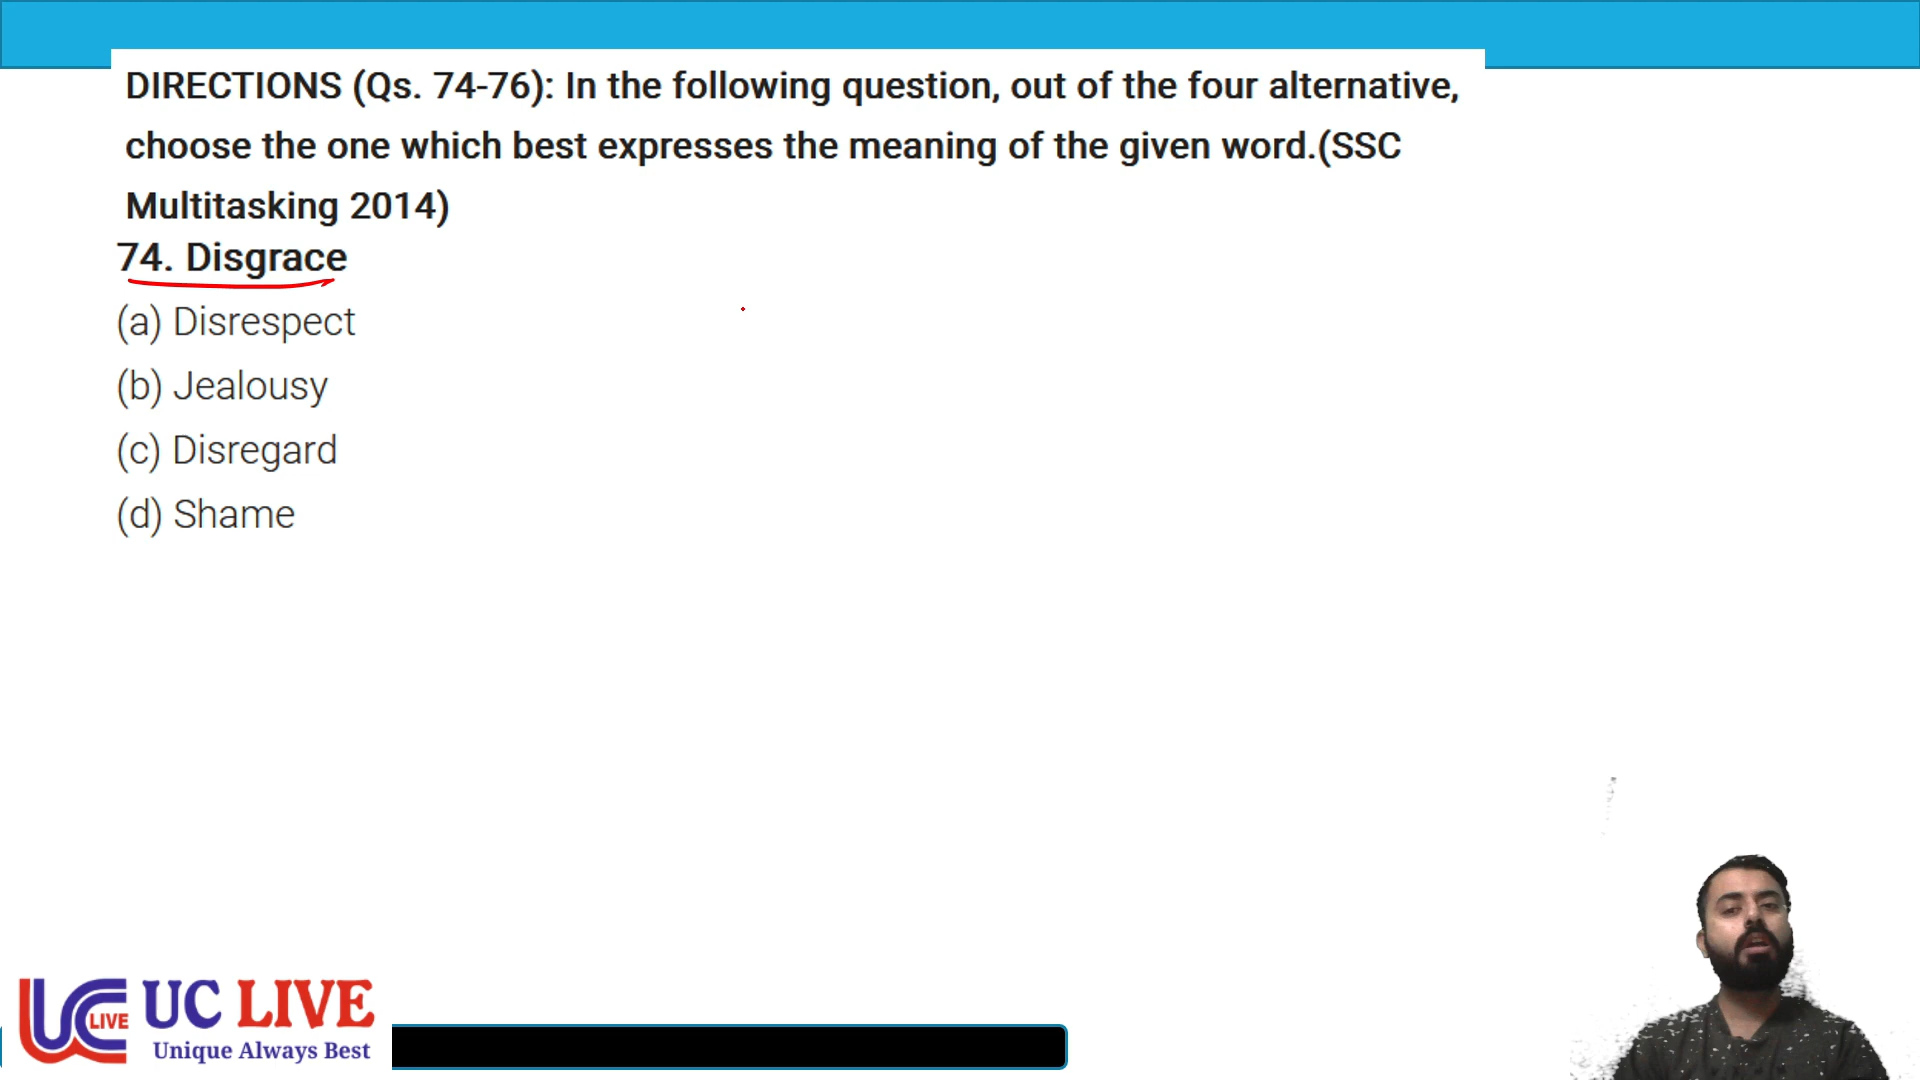 DIRECTIONS (Qs. 74-76): In the following question, out of the four alternative,
choose the one which best expresses the meaning of the given word.(SSC
Multitasking 2014)
74. Disgrace
(a) Disrespect
(b) Jealousy
(c) Disregard
(d) Shame
UC LIVE UC LIVE
Unique Always Best